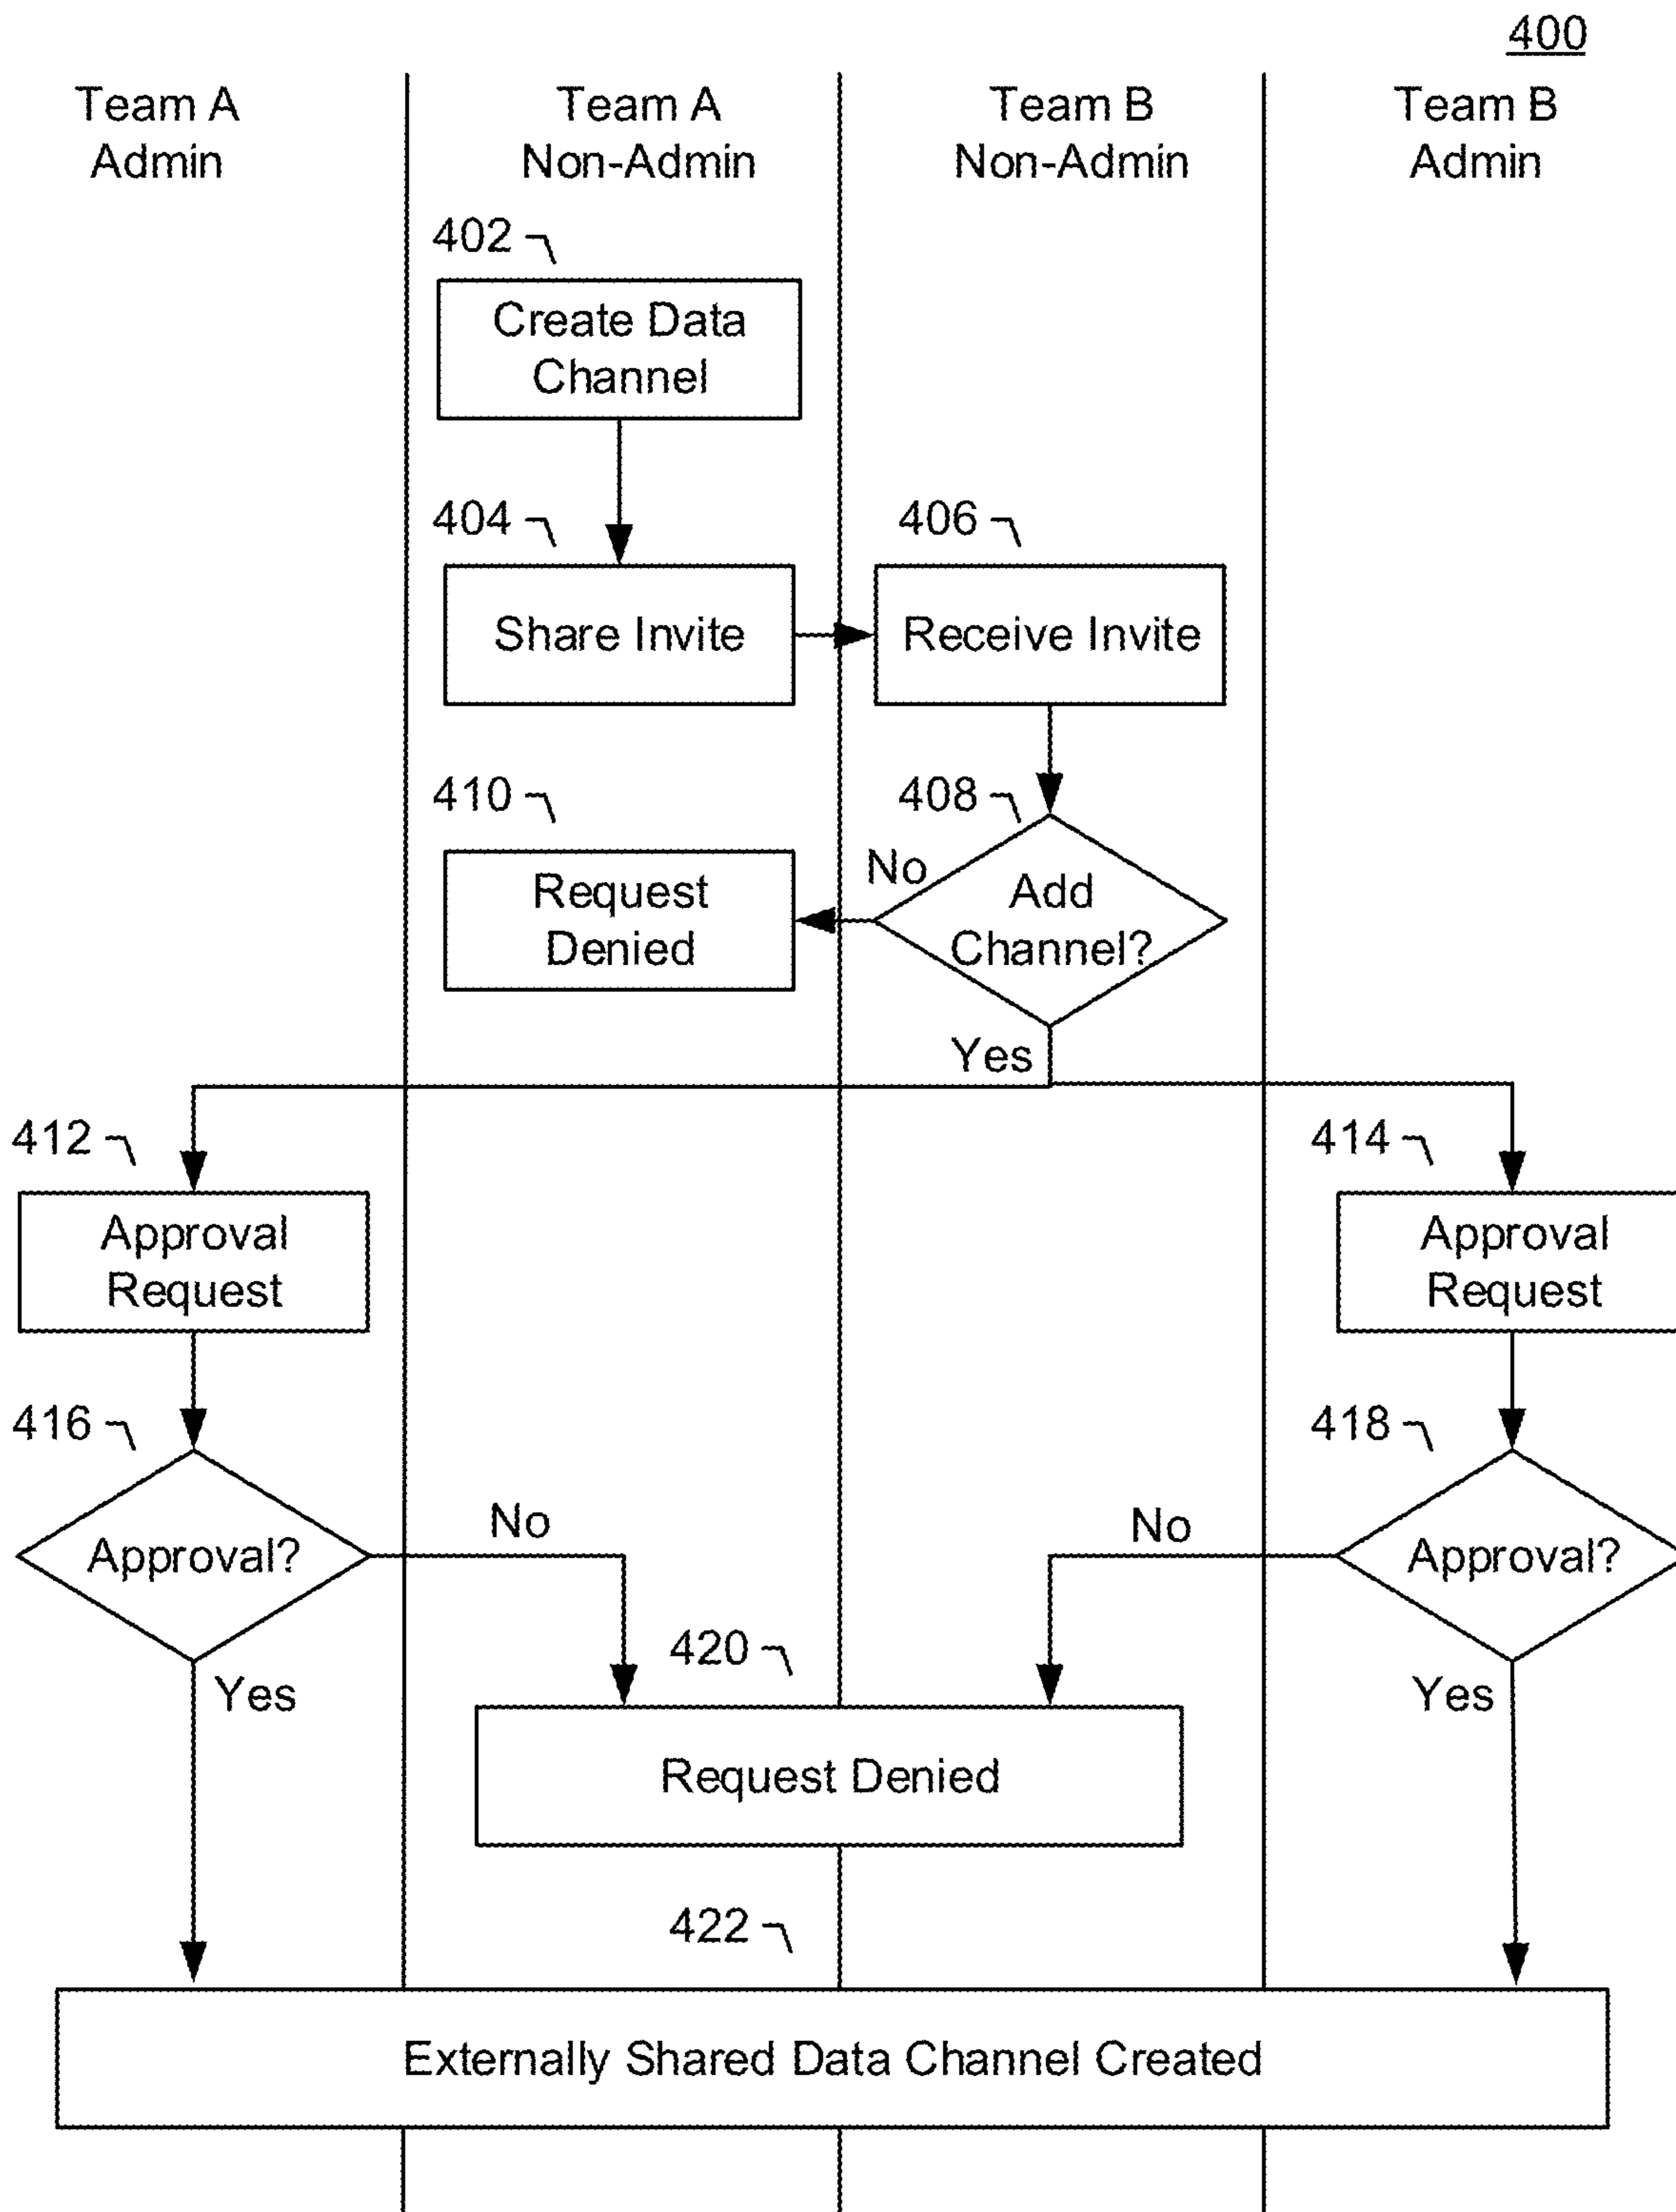 400
Team A
Admin
Team A
Non-Admin
Team B
Non-Admin
Team B
Admin
402
Create Data
Channel
404
Share Invite
406
Receive Invite
410
Request
Denied
408
No
Add
Channel?
Yes
412
Approval
Request
414
Approval
Request
416
Approval?
No
Yes
418
Approval?
No
Yes
420
Request Denied
422
Externally Shared Data Channel Created